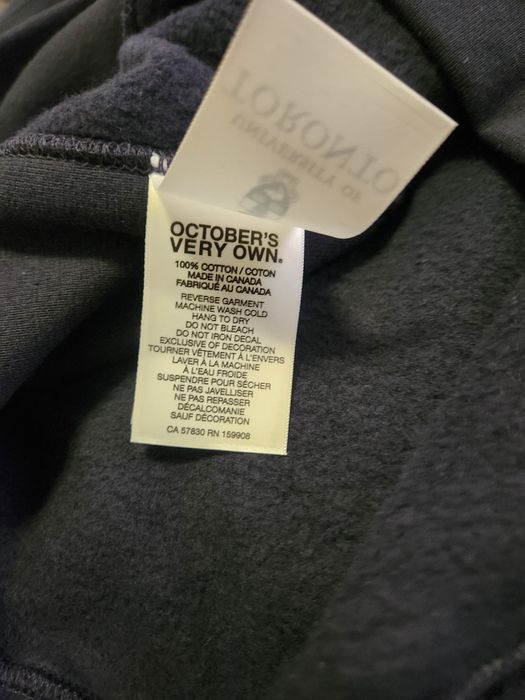 TORONTO
UNIVERSITY OF
OCTOBER'S
VERY OWN.
100% COTTON / COTON
MADE IN CANADA
FABRIQUÉ AU CANADA
REVERSE GARMENT
MACHINE WASH COLD
HANG TO DRY
DO NOT BLEACH
DO NOT IRON DECAL
EXCLUSIVE OF DECORATION
TOURNER VÊTEMENT À L'ENVERS
LAVER À LA MACHINE
À L'EAU FROIDE
SUSPENDRE POUR SÉCHER
NE PAS JAVELLISER
NE PAS REPASSER
DÉCALCOMANIE
SAUF DÉCORATION
CA 57830 RN 159908